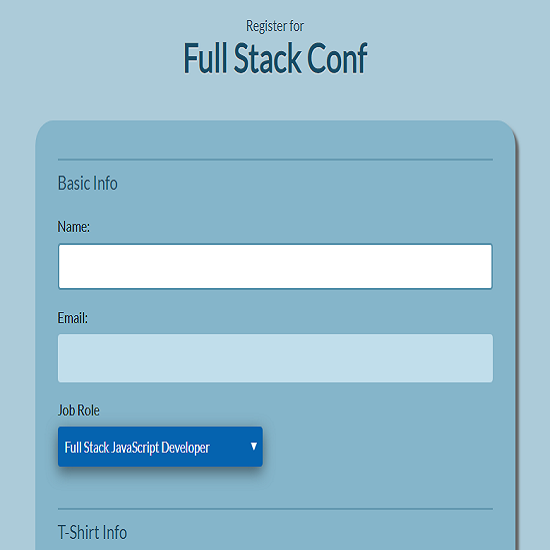 Register for
Full Stack Conf
Basic Info
Name:
Email:
Job Role
Full Stack JavaScript Developer
T-Shirt Info